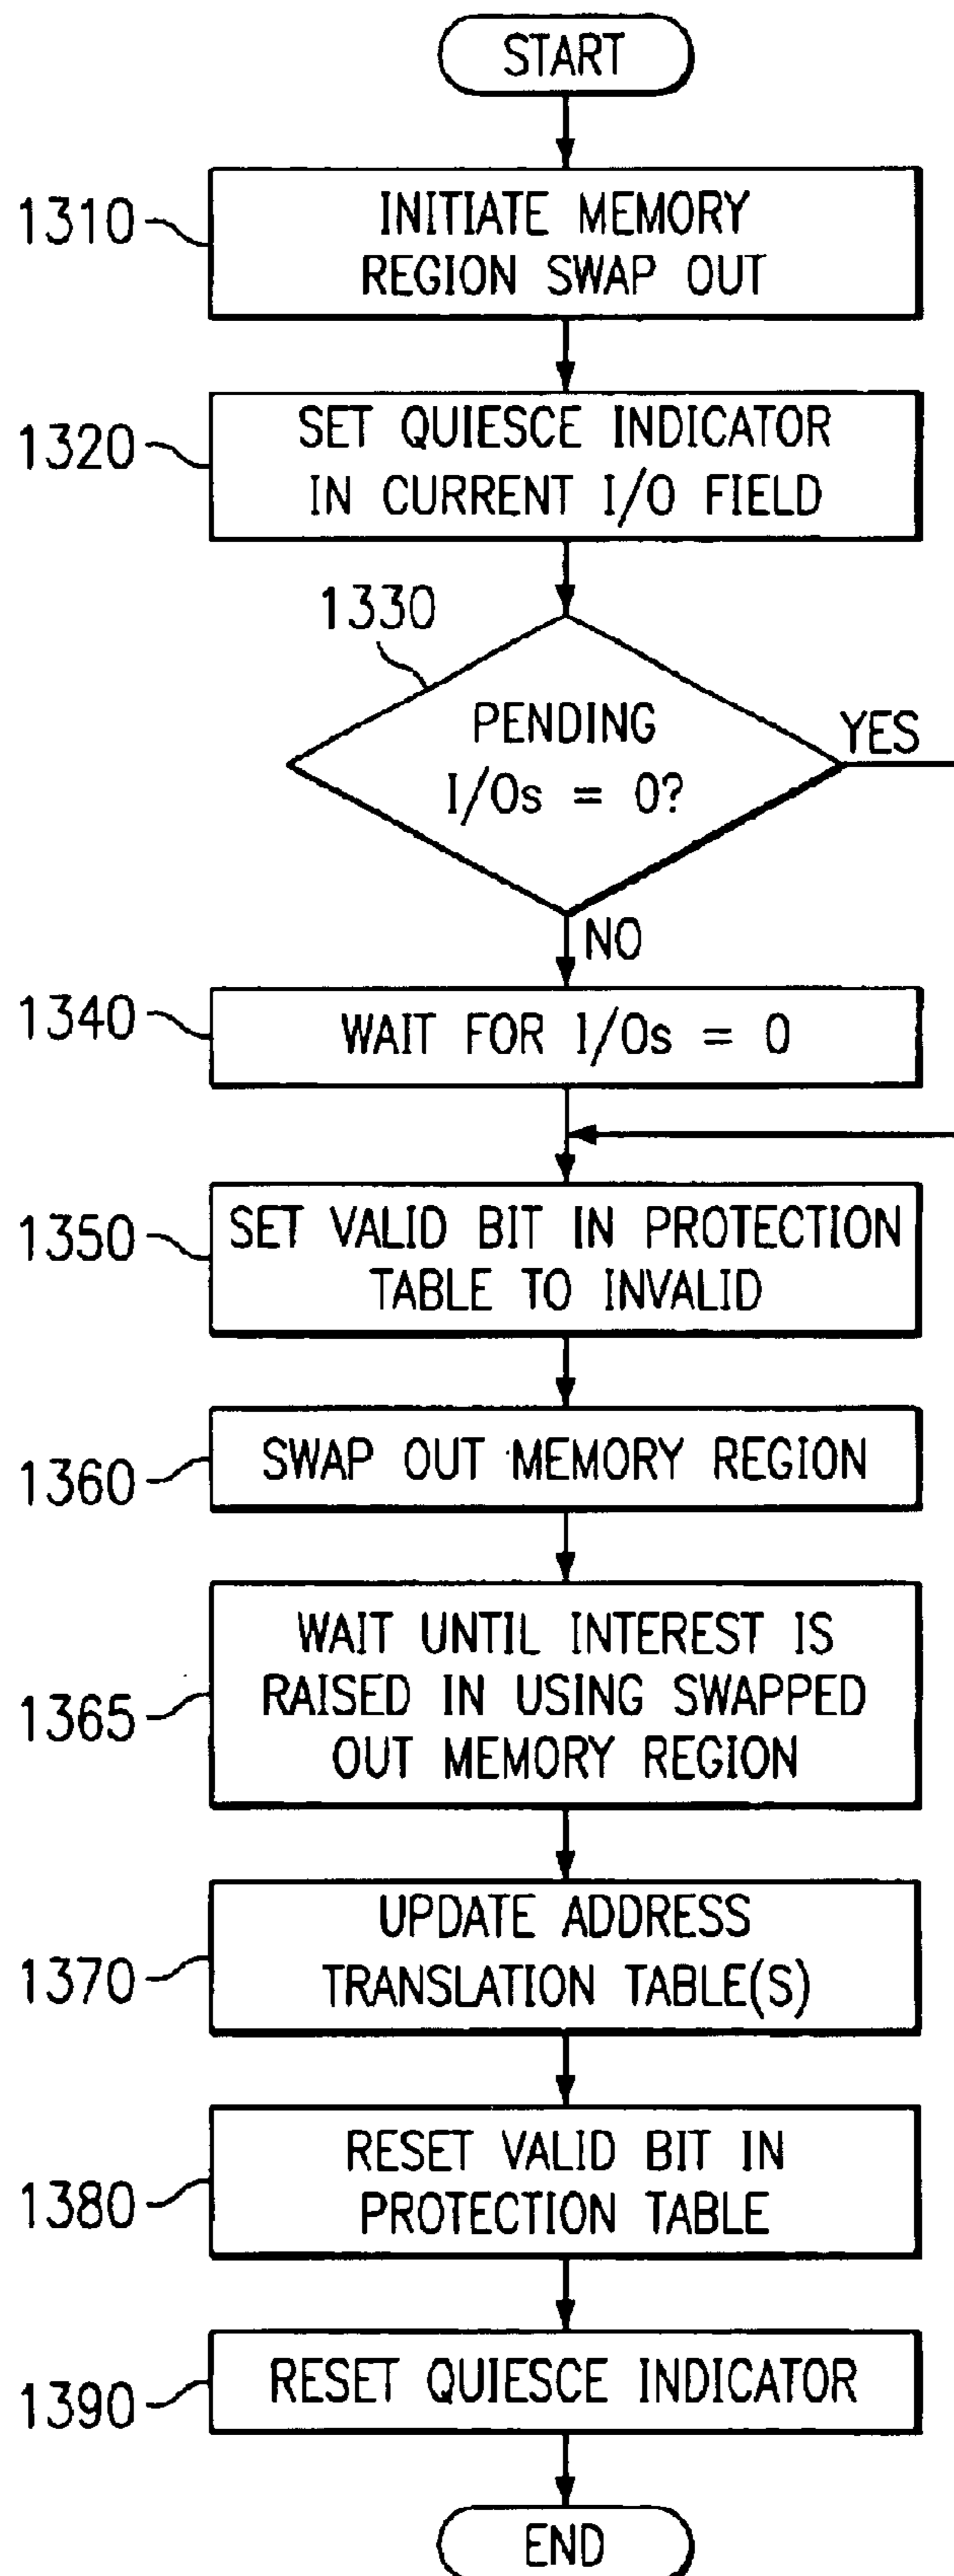 START
1310
INITIATE MEMORY
REGION SWAP OUT
1320
SET QUIESCE INDICATOR
IN CURRENT I/O FIELD
1330
PENDING
I/Os = 0?
YES
NO
1340
WAIT FOR I/Os = 0
1350
SET VALID BIT IN PROTECTION
TABLE TO INVALID
1360
SWAP OUT MEMORY REGION
1365
WAIT UNTIL INTEREST IS
RAISED IN USING SWAPPED
OUT MEMORY REGION
1370
UPDATE ADDRESS
TRANSLATION TABLE(S)
1380
RESET VALID BIT IN
PROTECTION TABLE
1390
RESET QUIESCE INDICATOR
END